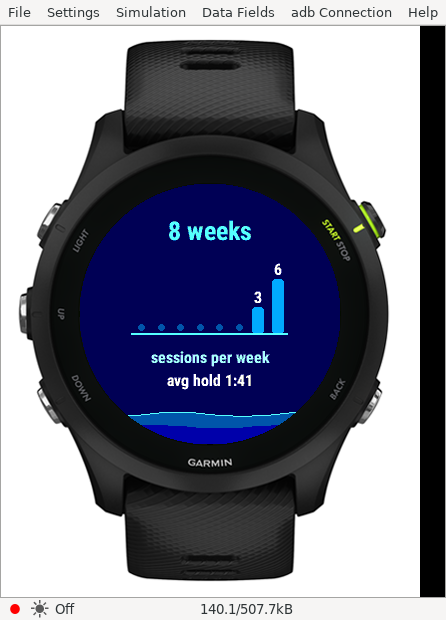 File Settings Simulation Data Fields adb Connection Help
8 weeks
START STOP
LIGHT
6
3
UP
sessions per week
avg hold 1:41
DOWN
BACK
GARMIN
Off 140.1/507.7kB